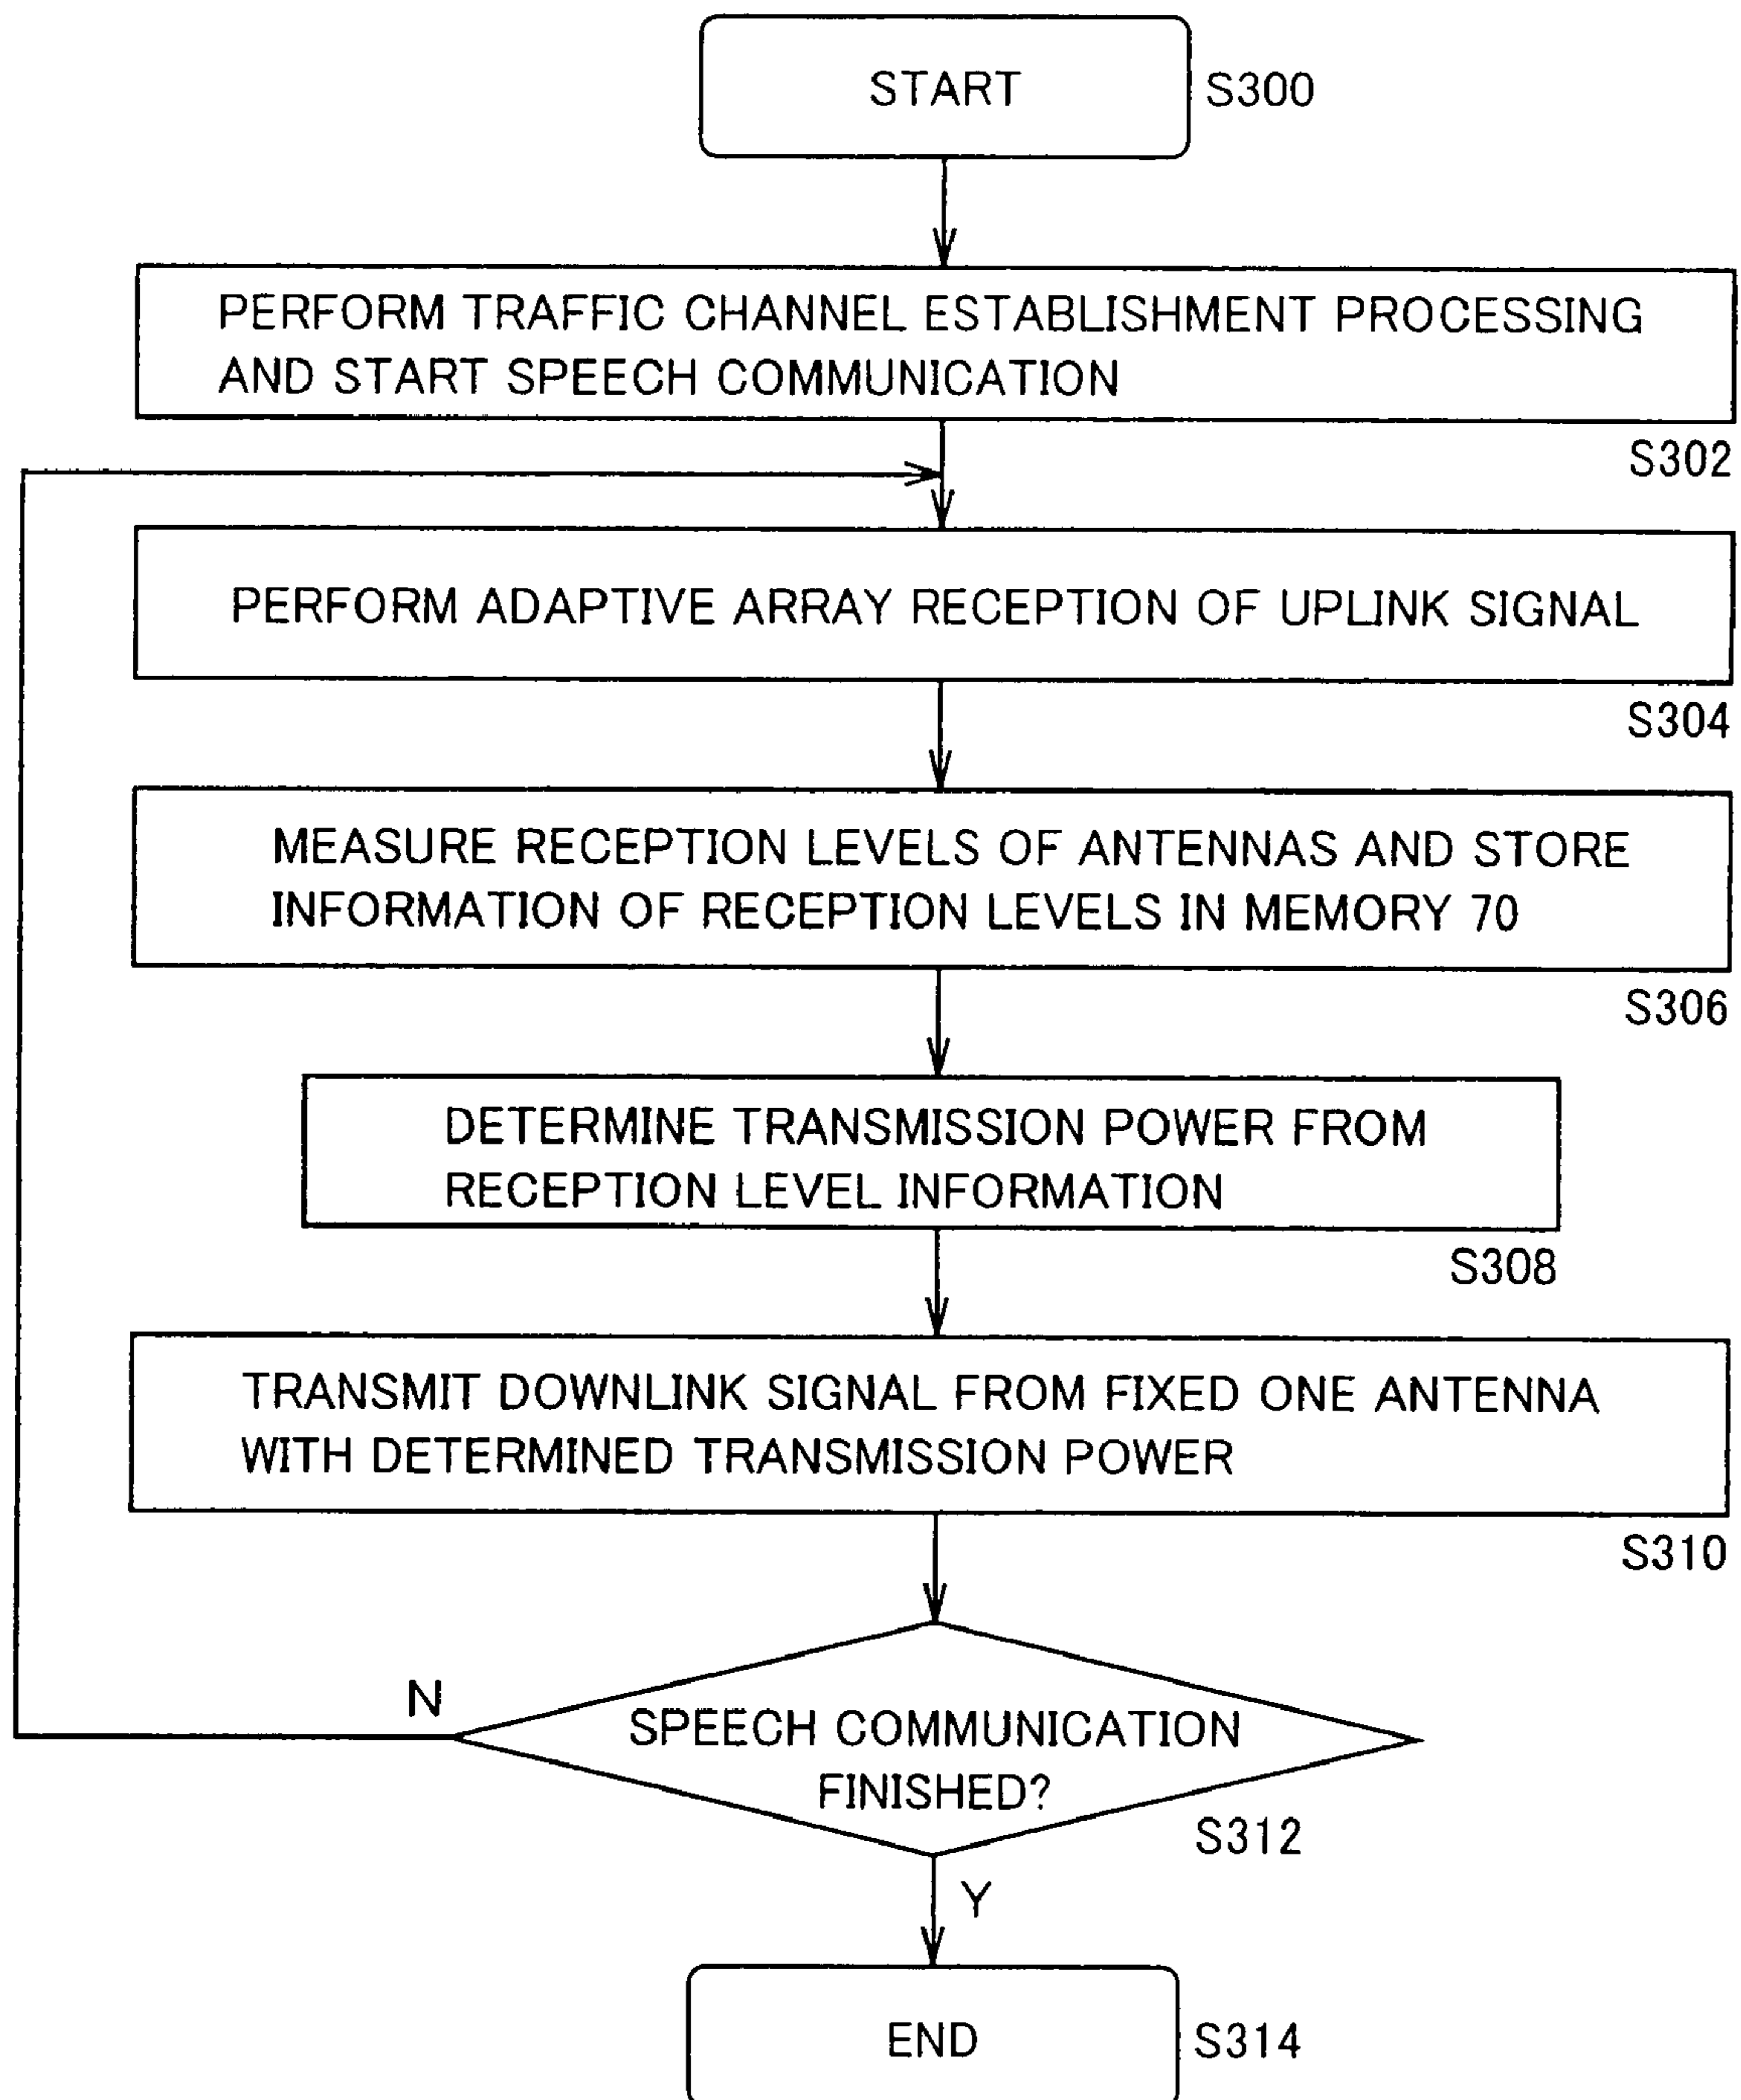 START
S300
PERFORM TRAFFIC CHANNEL ESTABLISHMENT PROCESSING
AND START SPEECH COMMUNICATION
S302
PERFORM ADAPTIVE ARRAY RECEPTION OF UPLINK SIGNAL
S304
MEASURE RECEPTION LEVELS OF ANTENNAS AND STORE
INFORMATION OF RECEPTION LEVELS IN MEMORY 70
S306
DETERMINE TRANSMISSION POWER FROM
RECEPTION LEVEL INFORMATION
S308
TRANSMIT DOWNLINK SIGNAL FROM FIXED ONE ANTENNA
WITH DETERMINED TRANSMISSION POWER
S310
N
SPEECH COMMUNICATION
FINISHED?
S312
Y
END
S314